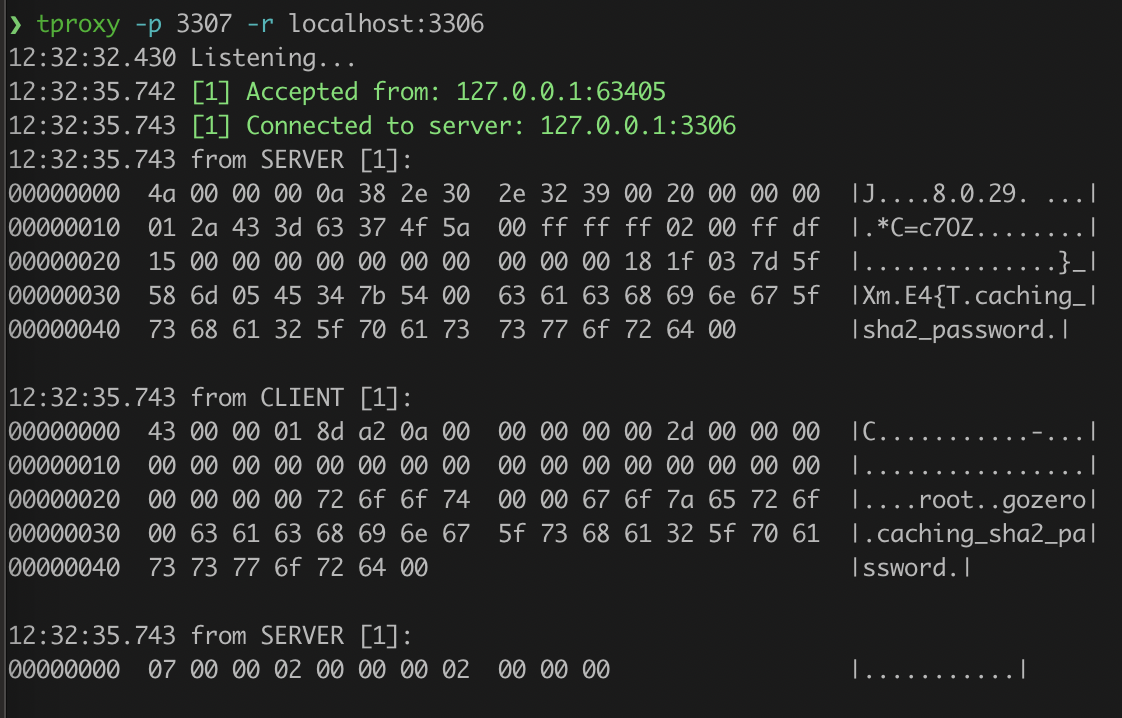 ❯ tproxy -p 3307 -r localhost:3306
12:32:32.430 Listening...
12:32:35.742 [1] Accepted from: 127.0.0.1:63405
12:32:35.743 [1] Connected to server: 127.0.0.1:3306
12:32:35.743 from SERVER [1]:
00000000  4a 00 00 00 0a 38 2e 30  2e 32 39 00 20 00 00 00  |J....8.0.29. ...|
00000010  01 2a 43 3d 63 37 4f 5a  00 ff ff ff 02 00 ff df  |.*C=c7OZ........|
00000020  15 00 00 00 00 00 00 00  00 00 00 18 1f 03 7d 5f  |..............}_|
00000030  58 6d 05 45 34 7b 54 00  63 61 63 68 69 6e 67 5f  |Xm.E4{T.caching_|
00000040  73 68 61 32 5f 70 61 73  73 77 6f 72 64 00        |sha2_password.|
12:32:35.743 from CLIENT [1]:
00000000  43 00 00 01 8d a2 0a 00  00 00 00 00 2d 00 00 00  |C...........-...|
00000010  00 00 00 00 00 00 00 00  00 00 00 00 00 00 00 00  |................|
00000020  00 00 00 00 72 6f 6f 74  00 00 67 6f 7a 65 72 6f  |....root..gozero|
00000030  00 63 61 63 68 69 6e 67  5f 73 68 61 32 5f 70 61  |.caching_sha2_pa|
00000040  73 73 77 6f 72 64 00                              |ssword.|
12:32:35.743 from SERVER [1]:
00000000  07 00 00 02 00 00 00 02  00 00 00                 |...........|